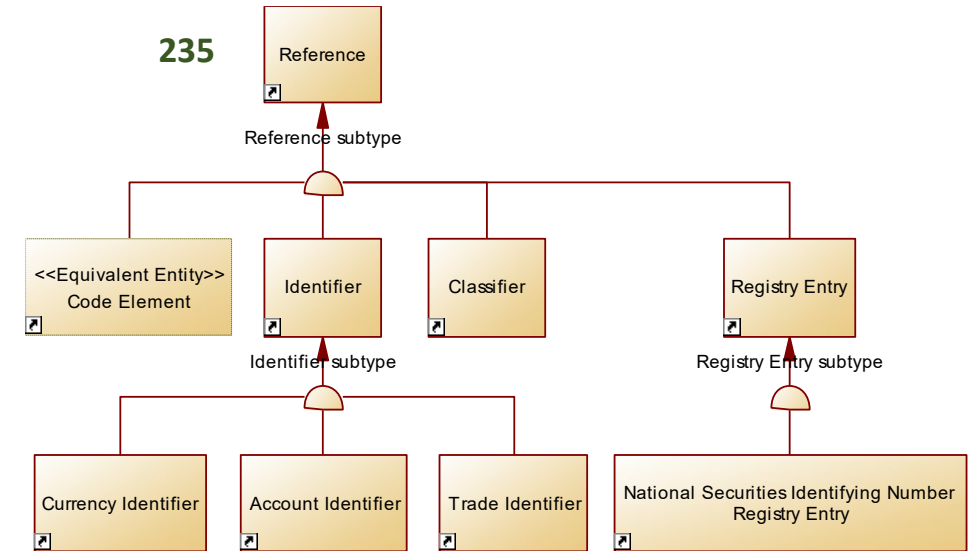 235
Reference
Reference subtype
<<Equivalent Entity>>
Code Element
Identifier
Classifier
Registry Entry
Identifier subtype
Registry Entry subtype
Currency Identifier
Account Identifier
Trade Identifier
National Securities Identifying Number
Registry Entry